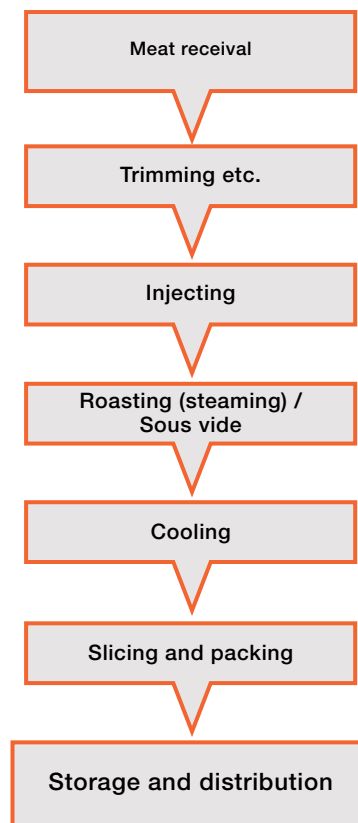 Meat receival
Trimming etc.
Injecting
Roasting (steaming) /
Sous vide
Cooling
Slicing and packing
Storage and distribution